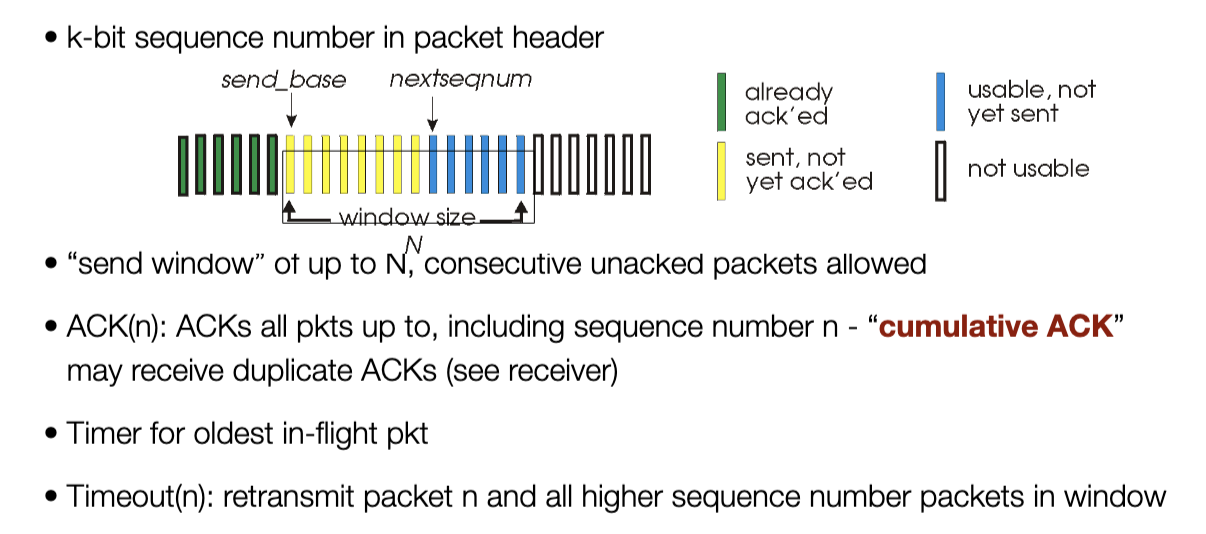 • k-bit sequence number in packet header
send_base nextseqnum
already
ack'ed
usable, not
yet sent
sent, not
yet ack'ed
not usable
window size
N
• “send window” of up to N, consecutive unacked packets allowed
• ACK(n): ACKs all pkts up to, including sequence number n - “cumulative ACK”
may receive duplicate ACKs (see receiver)
• Timer for oldest in-flight pkt
• Timeout(n): retransmit packet n and all higher sequence number packets in window